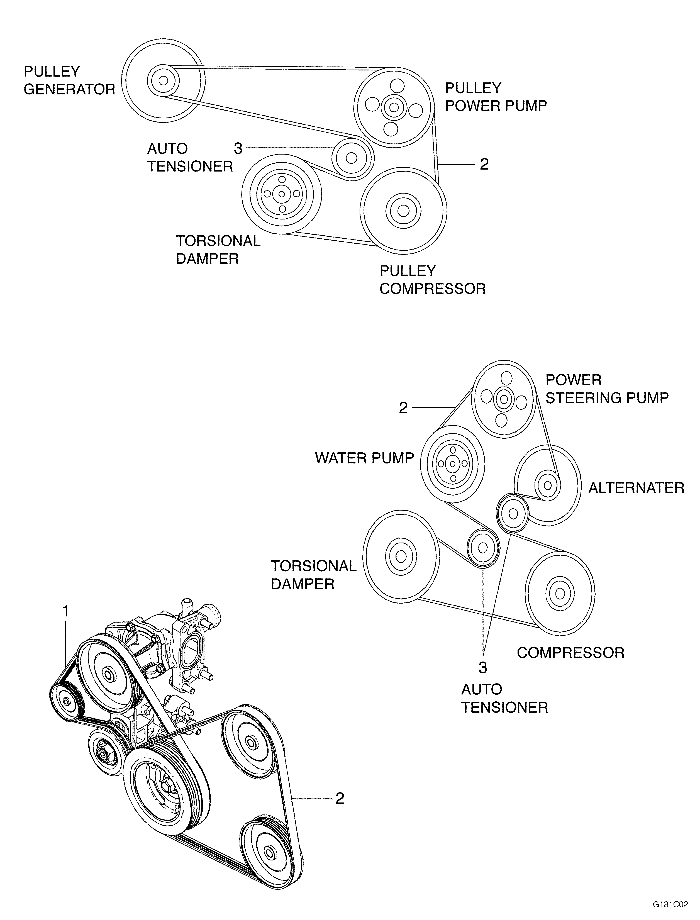 PULLEY
GENERATOR
PULLEY
POWER PUMP
AUTO
TENSIONER
3
2
TORSIONAL
DAMPER
PULLEY
COMPRESSOR
POWER
STEERING PUMP
2
WATER PUMP
ALTERNATER
TORSIONAL
DAMPER
COMPRESSOR
3
AUTO
TENSIONER
1
2
G131C02